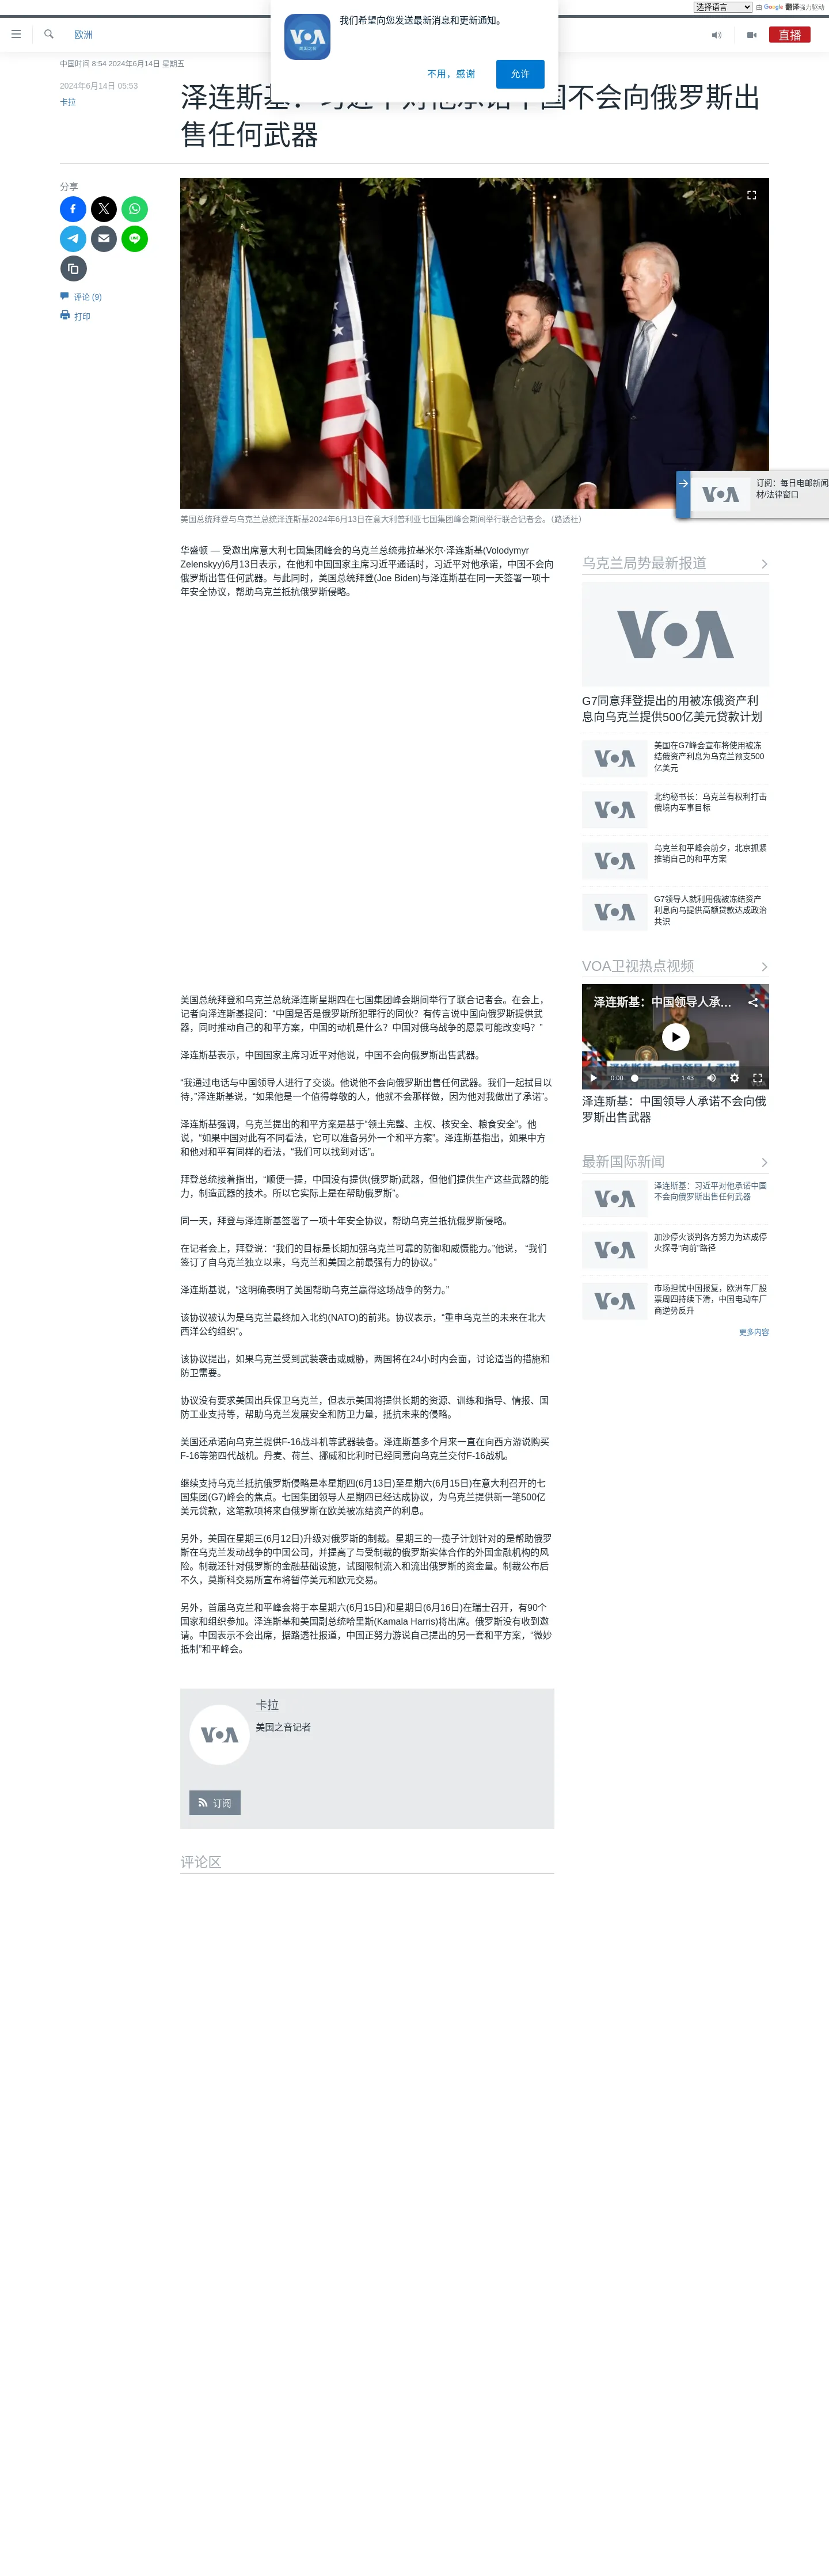 选择语言 由 Google 翻译强力驱动
我们希望向您发送最新消息和更新通知。
不用，感谢 允许
欧洲
直播
中国时间 8:54 2024年6月14日 星期五
2024年6月14日 05:53
卡拉
泽连斯基：习近平对他承诺中国不会向俄罗斯出
售任何武器
分享
评论 (9)
打印
美国总统拜登与乌克兰总统泽连斯基2024年6月13日在意大利普利亚七国集团峰会期间举行联合记者会。（路透社）
订阅：每日电邮新闻
材/法律窗口
华盛顿 — 受邀出席意大利七国集团峰会的乌克兰总统弗拉基米尔·泽连斯基(Volodymyr
Zelenskyy)6月13日表示，在他和中国国家主席习近平通话时，习近平对他承诺，中国不会向
俄罗斯出售任何武器。与此同时，美国总统拜登(Joe Biden)与泽连斯基在同一天签署一项十
年安全协议，帮助乌克兰抵抗俄罗斯侵略。
美国总统拜登和乌克兰总统泽连斯星期四在七国集团峰会期间举行了联合记者会。在会上，
记者向泽连斯基提问：“中国是否是俄罗斯所犯罪行的同伙？有传言说中国向俄罗斯提供武
器，同时推动自己的和平方案，中国的动机是什么？中国对俄乌战争的愿景可能改变吗？”
泽连斯基表示，中国国家主席习近平对他说，中国不会向俄罗斯出售武器。
“我通过电话与中国领导人进行了交谈。他说他不会向俄罗斯出售任何武器。我们一起拭目以
待，”泽连斯基说，“如果他是一个值得尊敬的人，他就不会那样做，因为他对我做出了承诺”。
泽连斯基强调，乌克兰提出的和平方案是基于“领土完整、主权、核安全、粮食安全”。他
说，“如果中国对此有不同看法，它可以准备另外一个和平方案”。泽连斯基指出，如果中方
和他对和平有同样的看法，“我们可以找到对话”。
拜登总统接着指出，“顺便一提，中国没有提供(俄罗斯)武器，但他们提供生产这些武器的能
力，制造武器的技术。所以它实际上是在帮助俄罗斯”。
同一天，拜登与泽连斯基签署了一项十年安全协议，帮助乌克兰抵抗俄罗斯侵略。
在记者会上，拜登说：“我们的目标是长期加强乌克兰可靠的防御和威慑能力。”他说， “我们
签订了自乌克兰独立以来，乌克兰和美国之前最强有力的协议。”
泽连斯基说，“这明确表明了美国帮助乌克兰赢得这场战争的努力。”
该协议被认为是乌克兰最终加入北约(NATO)的前兆。协议表示，“重申乌克兰的未来在北大
西洋公约组织”。
该协议提出，如果乌克兰受到武装袭击或威胁，两国将在24小时内会面，讨论适当的措施和
防卫需要。
协议没有要求美国出兵保卫乌克兰，但表示美国将提供长期的资源、训练和指导、情报、国
防工业支持等，帮助乌克兰发展安全和防卫力量，抵抗未来的侵略。
美国还承诺向乌克兰提供F-16战斗机等武器装备。泽连斯基多个月来一直在向西方游说购买
F-16等第四代战机。丹麦、荷兰、挪威和比利时已经同意向乌克兰交付F-16战机。
继续支持乌克兰抵抗俄罗斯侵略是本星期四(6月13日)至星期六(6月15日)在意大利召开的七
国集团(G7)峰会的焦点。七国集团领导人星期四已经达成协议，为乌克兰提供新一笔500亿
美元贷款，这笔款项将来自俄罗斯在欧美被冻结资产的利息。
另外，美国在星期三(6月12日)升级对俄罗斯的制裁。星期三的一揽子计划针对的是帮助俄罗
斯在乌克兰发动战争的中国公司，并提高了与受制裁的俄罗斯实体合作的外国金融机构的风
险。制裁还针对俄罗斯的金融基础设施，试图限制流入和流出俄罗斯的资金量。制裁公布后
不久，莫斯科交易所宣布将暂停美元和欧元交易。
另外，首届乌克兰和平峰会将于本星期六(6月15日)和星期日(6月16日)在瑞士召开，有90个
国家和组织参加。泽连斯基和美国副总统哈里斯(Kamala Harris)将出席。俄罗斯没有收到邀
请。中国表示不会出席，据路透社报道，中国正努力游说自己提出的另一套和平方案，“微妙
抵制”和平峰会。
卡拉
美国之音记者
订阅
评论区
乌克兰局势最新报道
VOA
G7同意拜登提出的用被冻俄资产利
息向乌克兰提供500亿美元贷款计划
VOA
美国在G7峰会宣布将使用被冻
结俄资产利息为乌克兰预支500
亿美元
VOA
北约秘书长：乌克兰有权利打击
俄境内军事目标
VOA
乌克兰和平峰会前夕，北京抓紧
推销自己的和平方案
VOA
G7领导人就利用俄被冻结资产
利息向乌提供高额贷款达成政治
共识
VOA卫视热点视频
泽连斯基：中国领导人承...
0:00 1:43
泽连斯基：中国领导人承诺不会向俄
罗斯出售武器
最新国际新闻
VOA
泽连斯基：习近平对他承诺中国
不会向俄罗斯出售任何武器
VOA
加沙停火谈判各方努力为达成停
火探寻“向前”路径
VOA
市场担忧中国报复，欧洲车厂股
票周四持续下滑，中国电动车厂
商逆势反升
更多内容